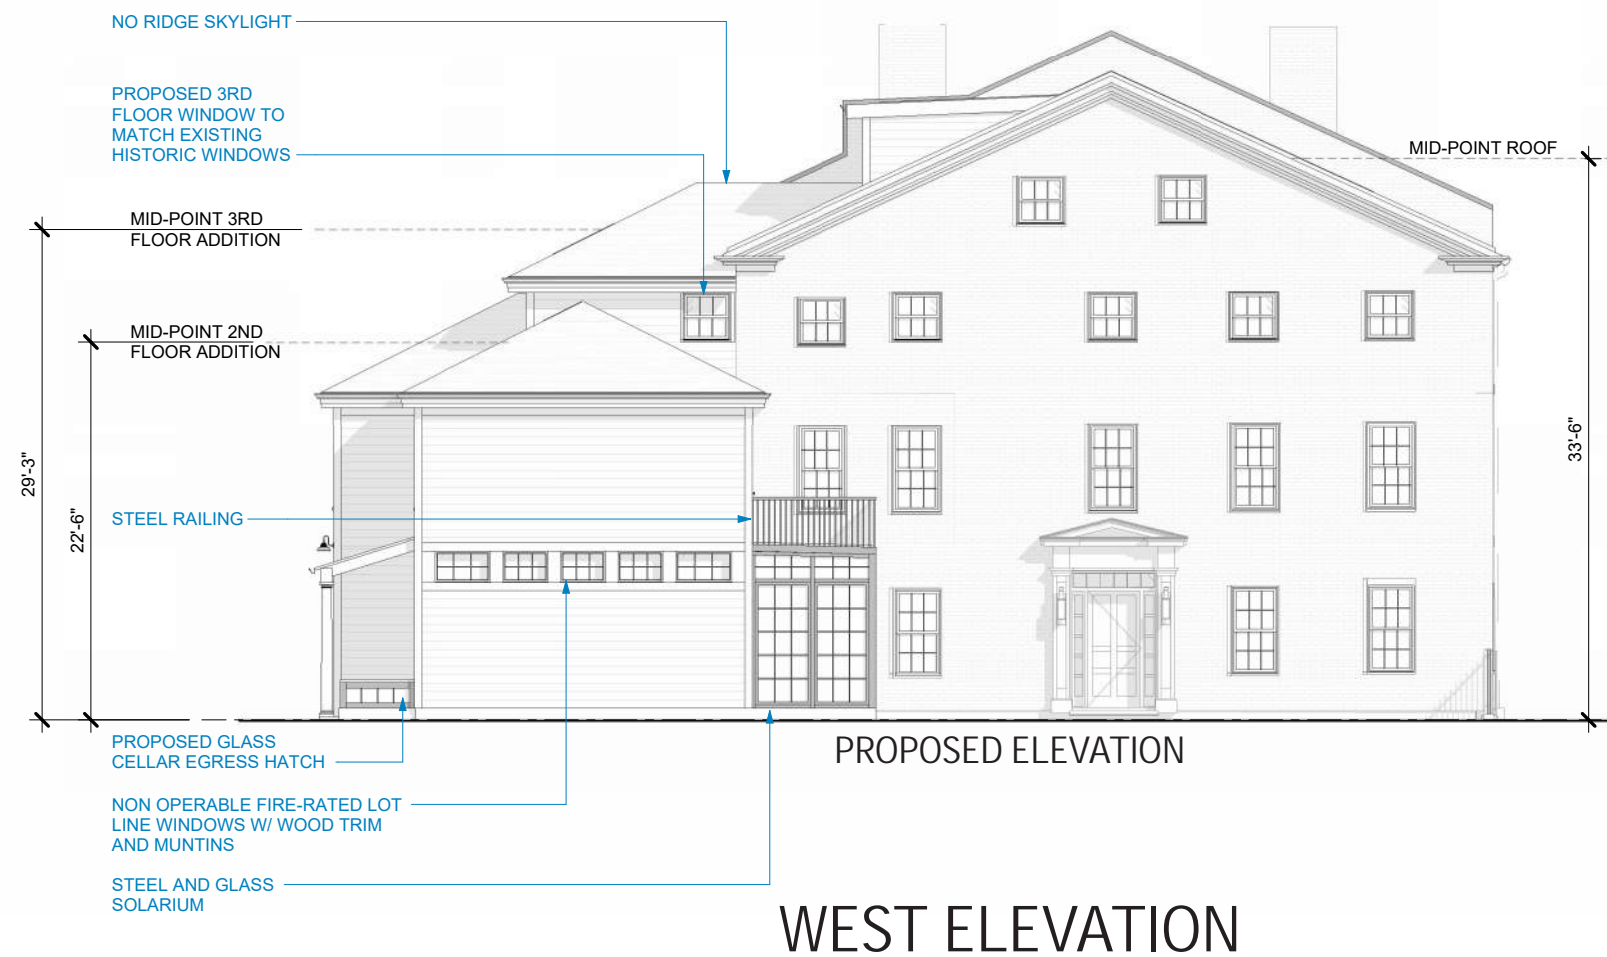 NO RIDGE SKYLIGHT
PROPOSED 3RD
FLOOR WINDOW TO
MATCH EXISTING
HISTORIC WINDOWS
MID-POINT ROOF
MID-POINT 3RD
FLOOR ADDITION
MID-POINT 2ND
FLOOR ADDITION
29'-3"
22'-6"
33'-6"
STEEL RAILING
PROPOSED GLASS
CELLAR EGRESS HATCH
PROPOSED ELEVATION
NON OPERABLE FIRE-RATED LOT
LINE WINDOWS W/ WOOD TRIM
AND MUNTINS
STEEL AND GLASS
SOLARIUM
WEST ELEVATION